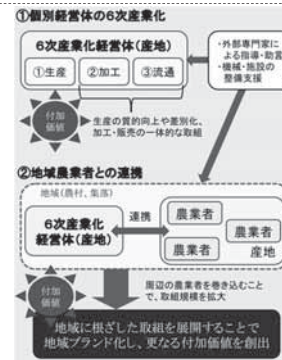 ①個別経営体の6次産業化
6次産業化経営体(産地)
①生産
②加工
③流通
・外部専門家
による指導・助言
・機械・施設の
整備支援
付加
価値
生産の質的向上や差別化、
加工・販売の一体的な取組
②地域農業者との連携
地域(農村、集落)
6次産業化
経営体(産地)
連携
農業者
農業者
農業者
産地
付加
価値
周辺の農業者を巻き込むこと
で、取組規模を拡大
地域に根ざした取組を展開することで
地域ブランド化し、更なる付加価値を創出